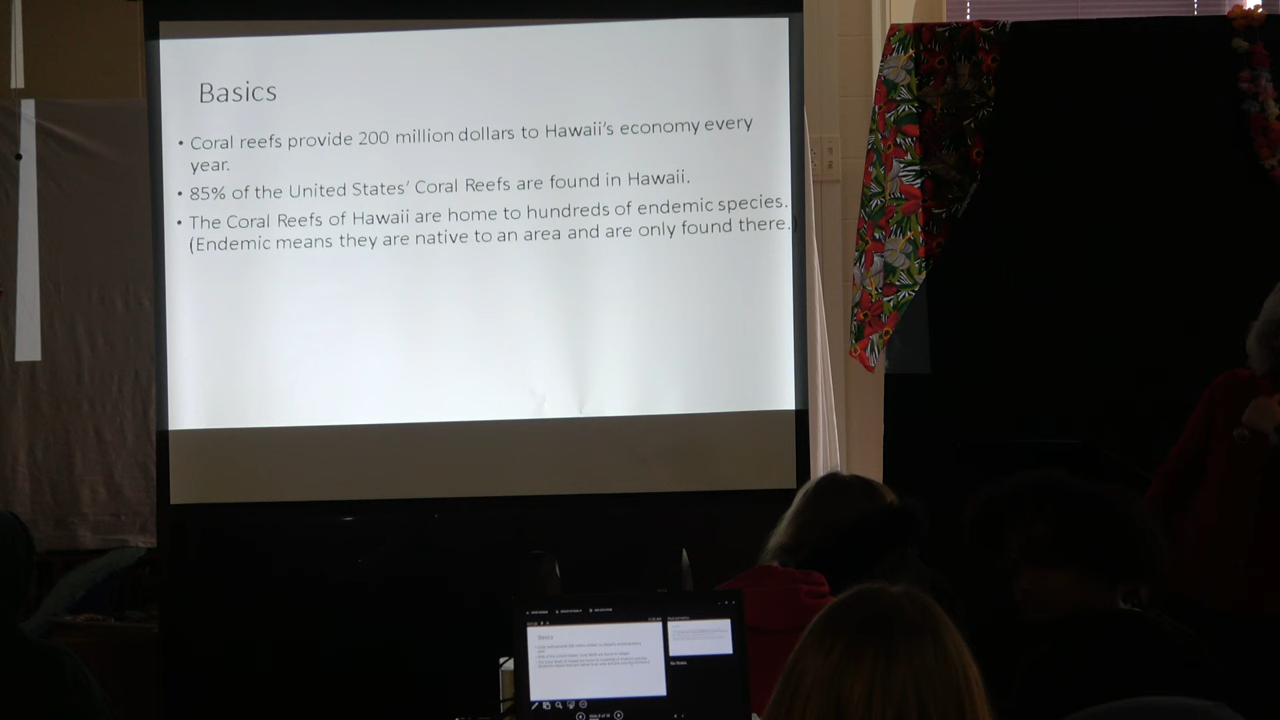 Basics
• Coral reefs provide 200 million dollars to Hawaii's economy every
year.
• 85% of the United States' Coral Reefs are found in Hawaii.
• The Coral Reefs of Hawaii are home to hundreds of endemic species.
(Endemic means they are native to an area and are only found there.)
Basics